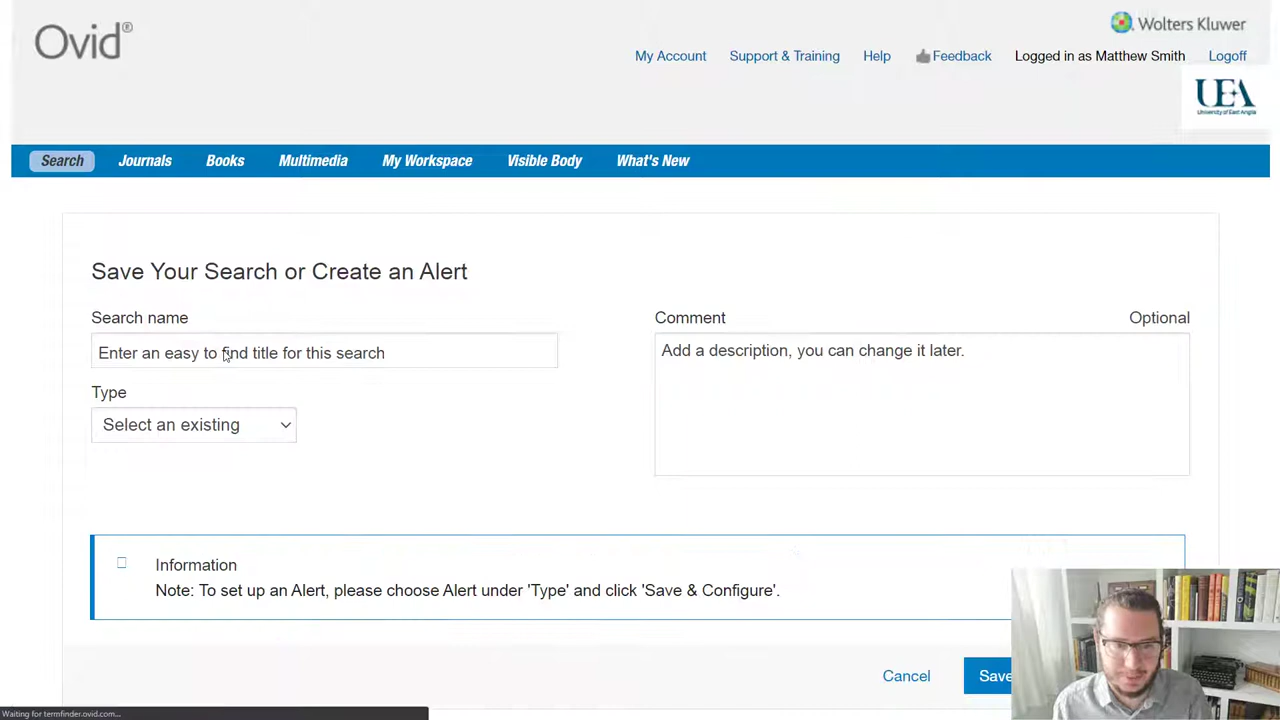 Ovid®
Wolters Kluwer
My Account Support & Training Help Feedback Logged in as Matthew Smith Logoff
UEA
University of East Anglia
Search Journals Books Multimedia My Workspace Visible Body What's New
Save Your Search or Create an Alert
Search name
Enter an easy to find title for this search
Type
Select an existing
Comment Optional
Add a description, you can change it later.
Information
Note: To set up an Alert, please choose Alert under 'Type' and click 'Save & Configure'.
Cancel Save
Waiting for termfinder.ovid.com...